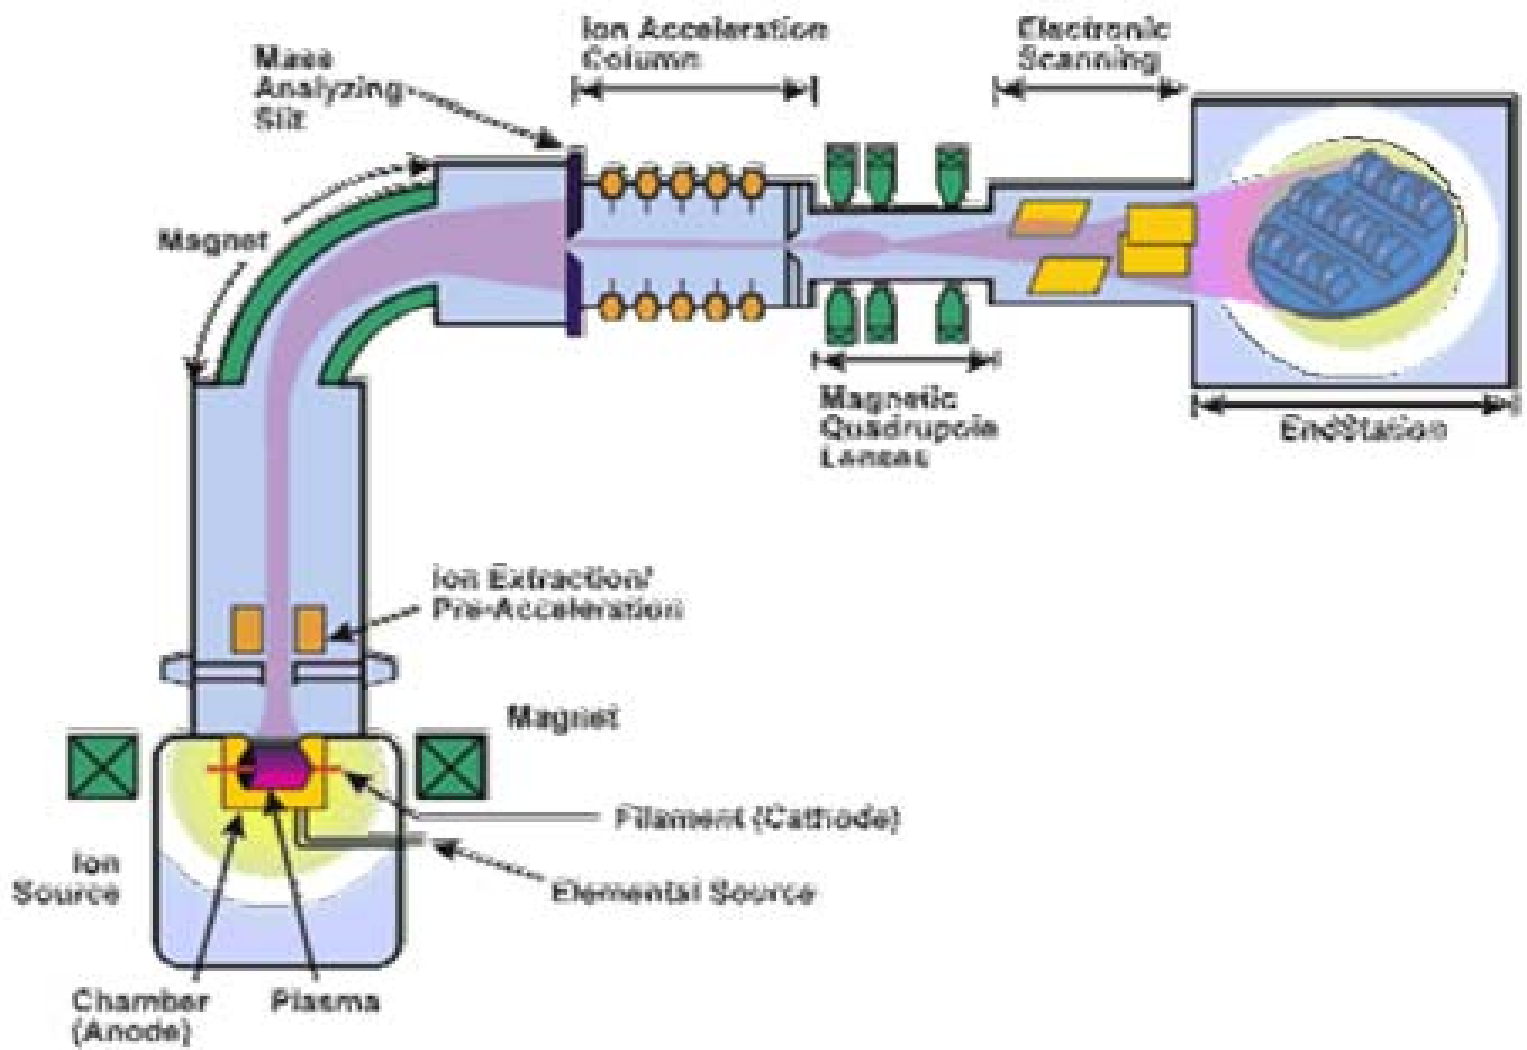 Ion Acceleration
Column
Electronic
Scanning
Mass
Analyzing
Slit
Magnet
Magnetic
Quadrupole
Lenses
EndStation
Ion Extraction/
Pre-Acceleration
Magnet
Filament (Cathode)
Ion
Source
Elemental Source
Chamber
(Anode)
Plasma